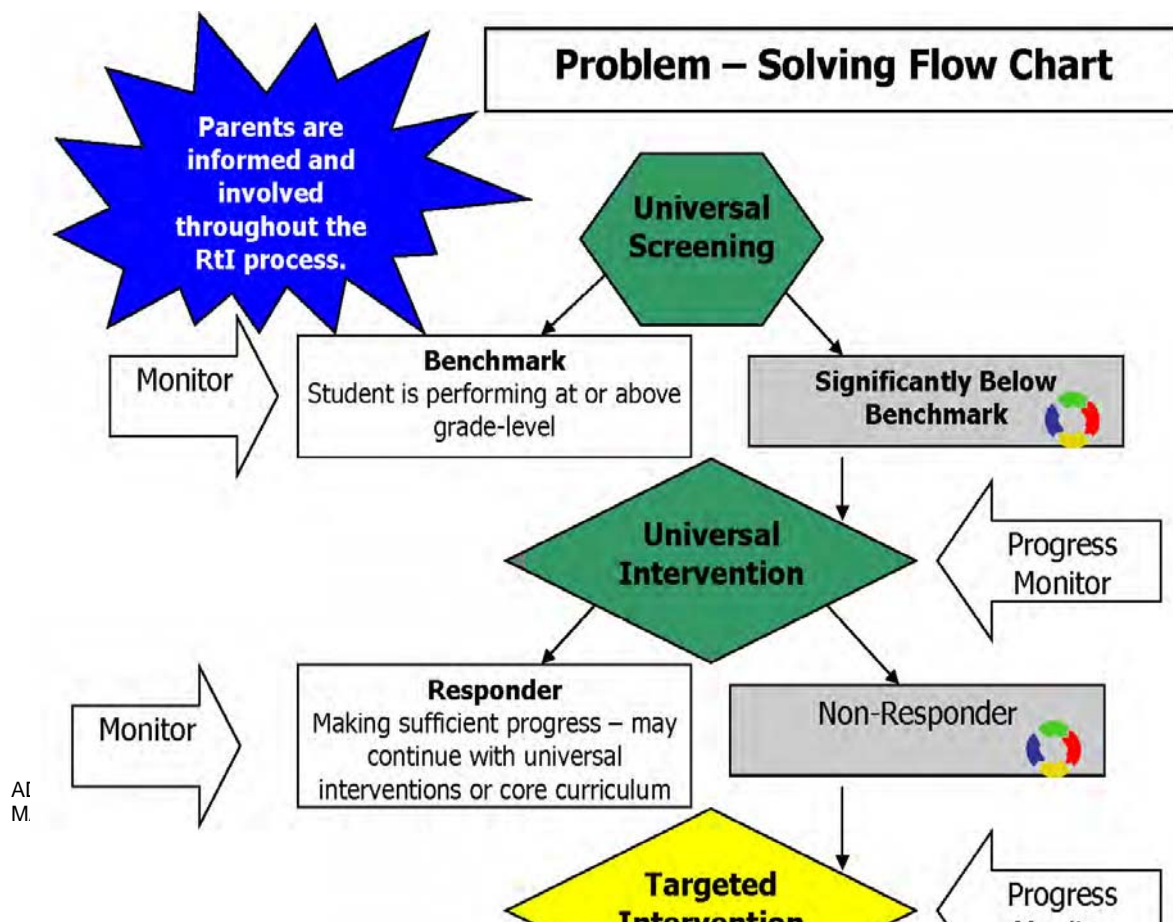 Problem – Solving Flow Chart
Parents are
informed and
involved
throughout the
RtI process.
Universal
Screening
Monitor
Benchmark
Student is performing at or above
grade-level
Significantly Below
Benchmark
Universal
Intervention
Progress
Monitor
Monitor
Responder
Making sufficient progress – may
continue with universal
interventions or core curriculum
Non-Responder
Targeted
Intervention
Progress